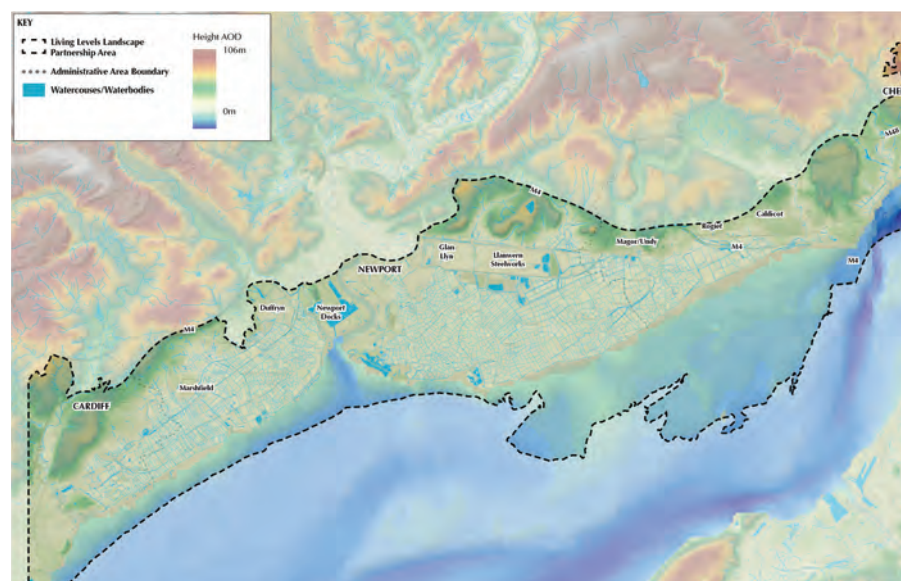 KEY
Living Levels Landscape
Partnership Area
Administrative Area Boundary
Watercouses/Waterbodies
Height AOD
106m
0m
CHE
M48
M4
Caldicot
Rogiet
Magor/Undy
M4
Glan
Llyn
Llanwern
Steelworks
M4
NEWPORT
Duffryn
Newport
Docks
M4
Marshfield
CARDIFF